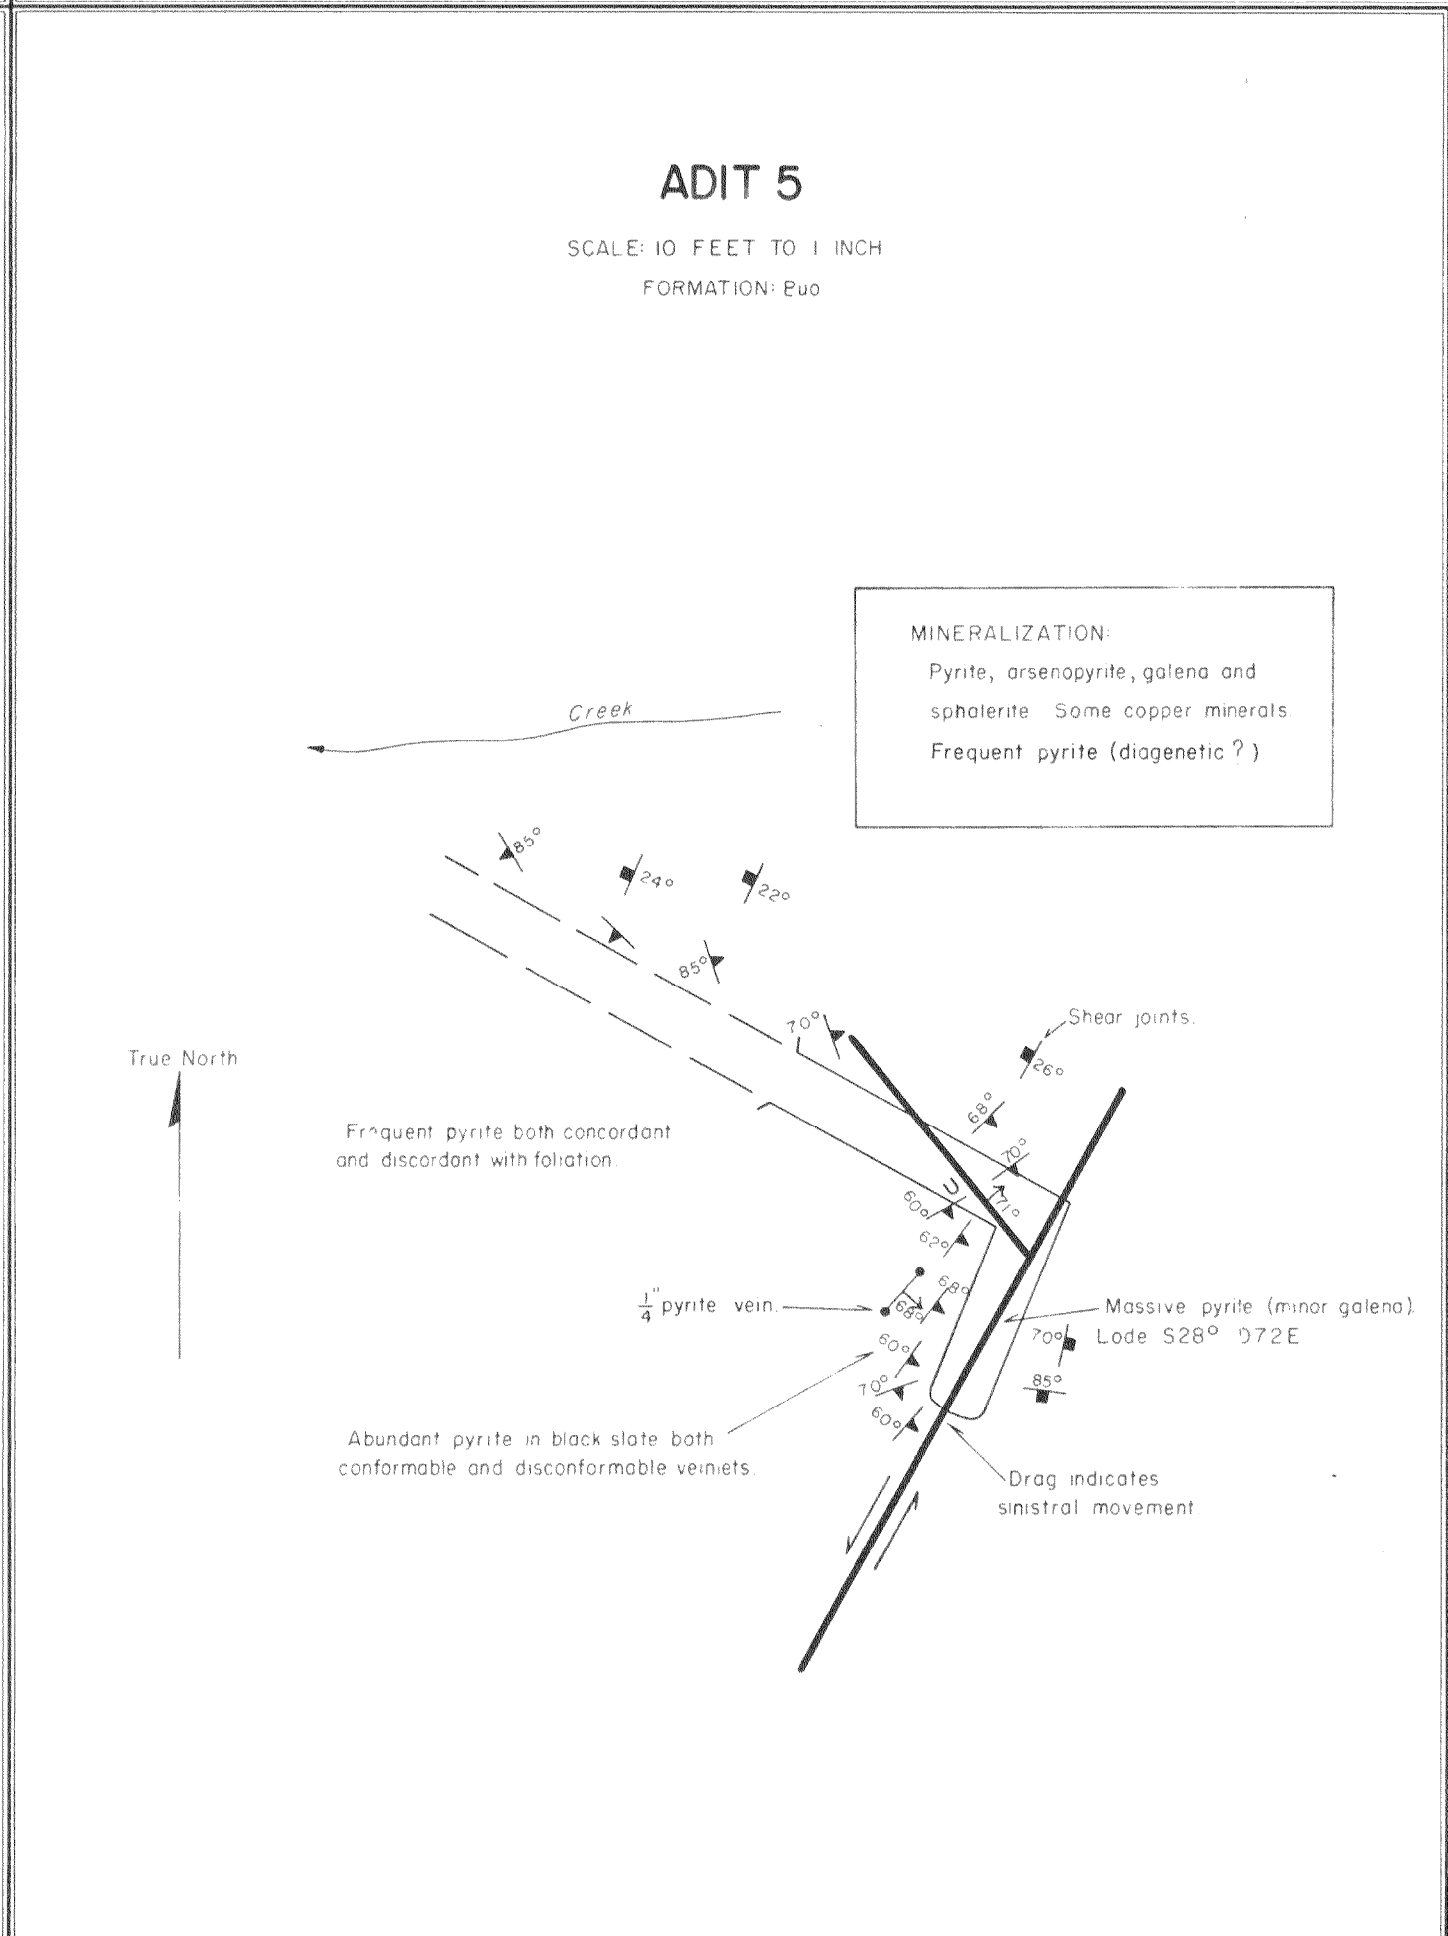 ADIT 5
SCALE: 10 FEET TO 1 INCH
FORMATION: Puo
MINERALIZATION:
Pyrite, arsenopyrite, galena and
sphalerite Some copper minerals.
Frequent pyrite (diagenetic ?)
Creek
85°
24°
22°
85°
70°
Shear joints.
26°
68°
70°
True North
Frequent pyrite both concordant
and discordant with foliation.
U
71°
60°
62°
68°
68°
1/4" pyrite vein.
Massive pyrite (minor galena).
Lode S28° D72E
70°
60°
85°
70°
60°
Abundant pyrite in black slate both
conformable and disconformable veinlets.
Drag indicates
sinistral movement